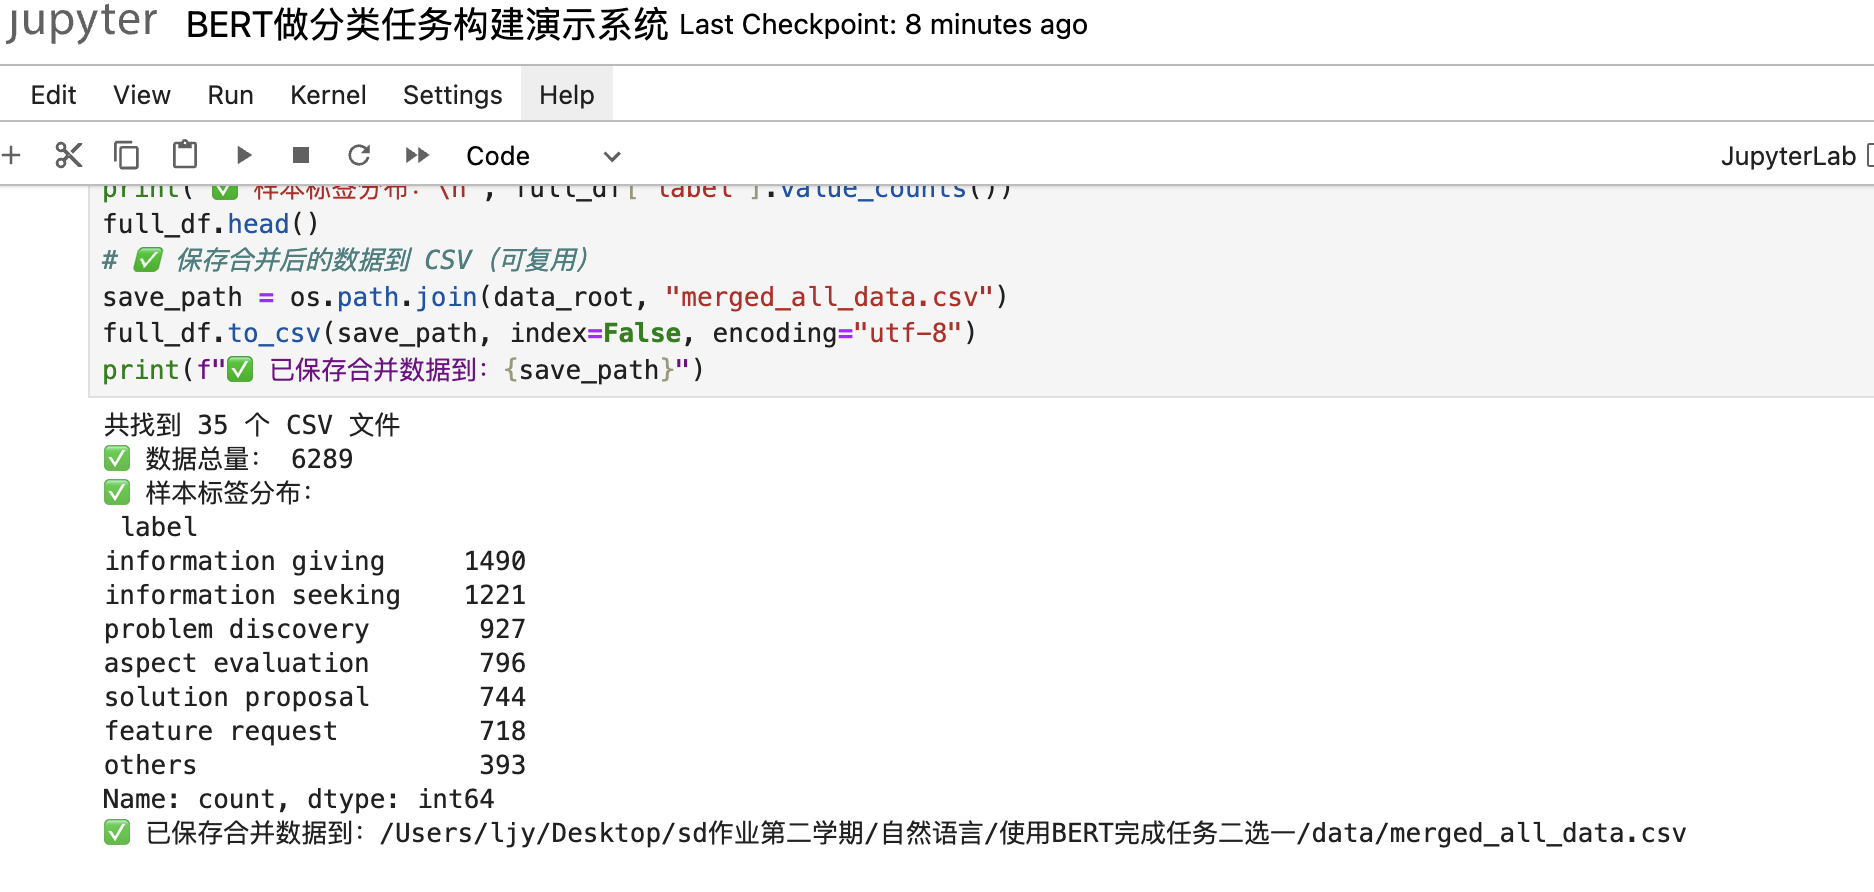 jupyter BERT做分类任务构建演示系统 Last Checkpoint: 8 minutes ago
Edit View Run Kernel Settings Help
Code JupyterLab
print("✅ 样本标签分布：\n", full_df["label"].value_counts())
full_df.head()
# ✅ 保存合并后的数据到 CSV（可复用）
save_path = os.path.join(data_root, "merged_all_data.csv")
full_df.to_csv(save_path, index=False, encoding="utf-8")
print(f"✅ 已保存合并数据到：{save_path}")
共找到 35 个 CSV 文件
✅ 数据总量： 6289
✅ 样本标签分布：
label
information giving 1490
information seeking 1221
problem discovery 927
aspect evaluation 796
solution proposal 744
feature request 718
others 393
Name: count, dtype: int64
✅ 已保存合并数据到：/Users/ljy/Desktop/sd作业第二学期/自然语言/使用BERT完成任务二选一/data/merged_all_data.csv